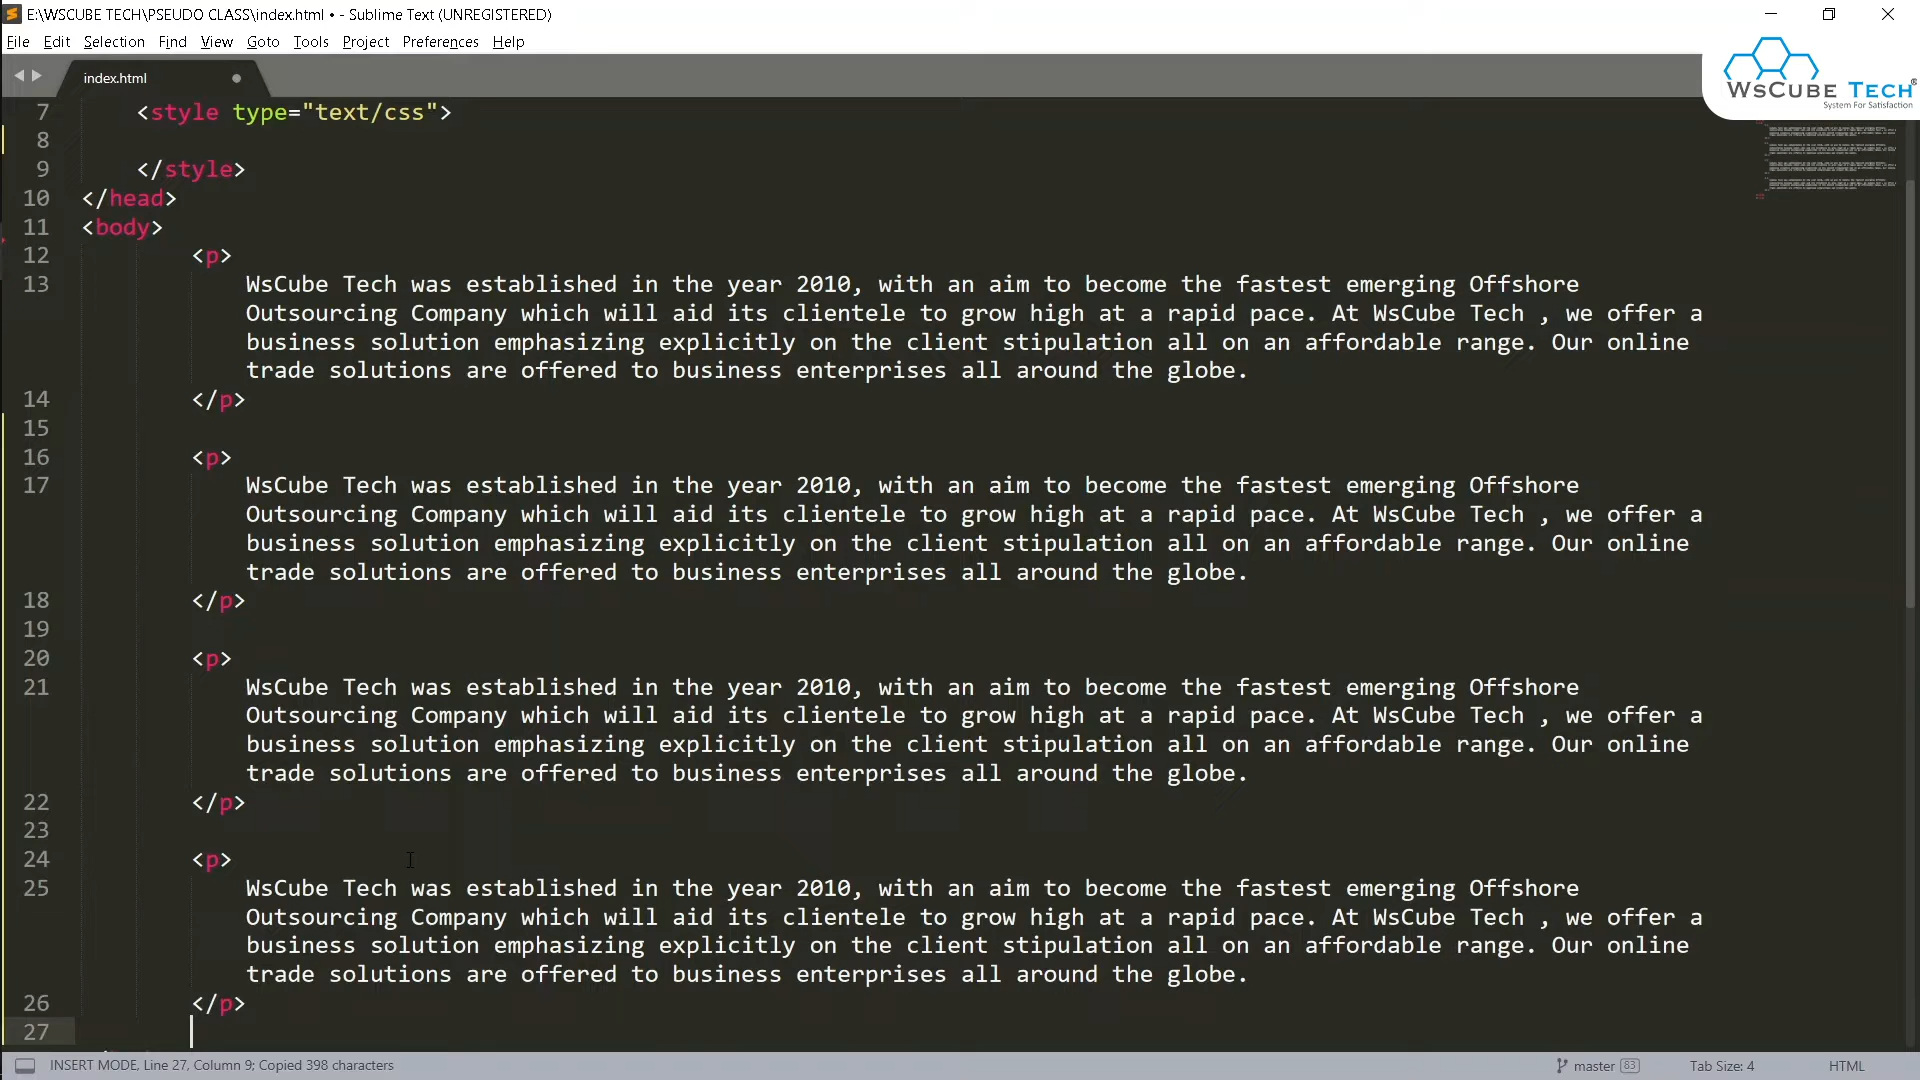 E:\WSCUBE TECH\PSEUDO CLASS\index.html • - Sublime Text (UNREGISTERED)
File Edit Selection Find View Goto Tools Project Preferences Help
WsCube Tech®
System For Satisfaction
index.html
7 <style type="text/css">
8
9 </style>
10 </head>
11 <body>
12 <p>
13 WsCube Tech was established in the year 2010, with an aim to become the fastest emerging Offshore
Outsourcing Company which will aid its clientele to grow high at a rapid pace. At WsCube Tech , we offer a
business solution emphasizing explicitly on the client stipulation all on an affordable range. Our online
trade solutions are offered to business enterprises all around the globe.
14 </p>
15
16 <p>
17 WsCube Tech was established in the year 2010, with an aim to become the fastest emerging Offshore
Outsourcing Company which will aid its clientele to grow high at a rapid pace. At WsCube Tech , we offer a
business solution emphasizing explicitly on the client stipulation all on an affordable range. Our online
trade solutions are offered to business enterprises all around the globe.
18 </p>
19
20 <p>
21 WsCube Tech was established in the year 2010, with an aim to become the fastest emerging Offshore
Outsourcing Company which will aid its clientele to grow high at a rapid pace. At WsCube Tech , we offer a
business solution emphasizing explicitly on the client stipulation all on an affordable range. Our online
trade solutions are offered to business enterprises all around the globe.
22 </p>
23
24 <p>
25 WsCube Tech was established in the year 2010, with an aim to become the fastest emerging Offshore
Outsourcing Company which will aid its clientele to grow high at a rapid pace. At WsCube Tech , we offer a
business solution emphasizing explicitly on the client stipulation all on an affordable range. Our online
trade solutions are offered to business enterprises all around the globe.
26 </p>
27
INSERT MODE, Line 27, Column 9; Copied 398 characters master 83 Tab Size: 4 HTML